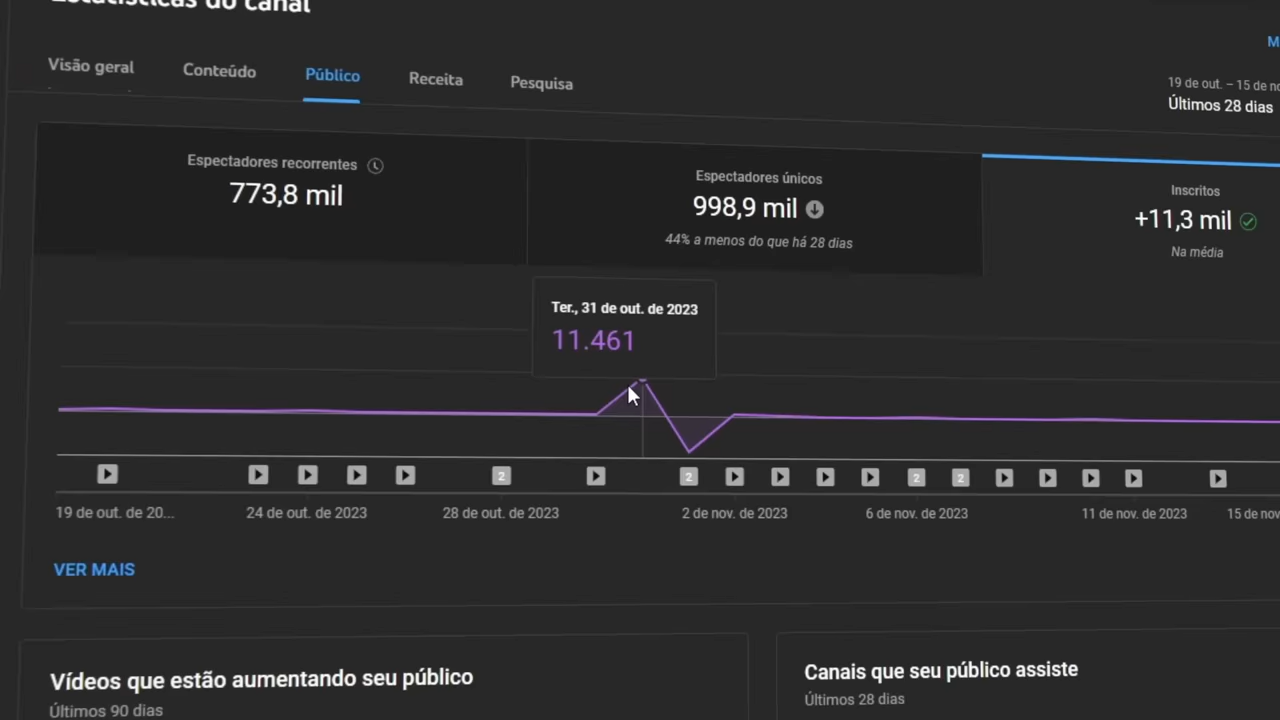 Estatísticas do canal
Visão geral
Conteúdo
Público
Receita
Pesquisa
19 de out. – 15 de
Últimos 28 dias
Espectadores recorrentes
773,8 mil
Espectadores únicos
998,9 mil
44% a menos do que há 28 dias
Inscritos
+11,3 mil
Na média
Ter., 31 de out. de 2023
11.461
2
2
2
2
19 de out. de 20...
24 de out. de 2023
28 de out. de 2023
2 de nov. de 2023
6 de nov. de 2023
11 de nov. de 2023
15 de nov
VER MAIS
Vídeos que estão aumentando seu público
Últimos 90 dias
Canais que seu público assiste
Últimos 28 dias